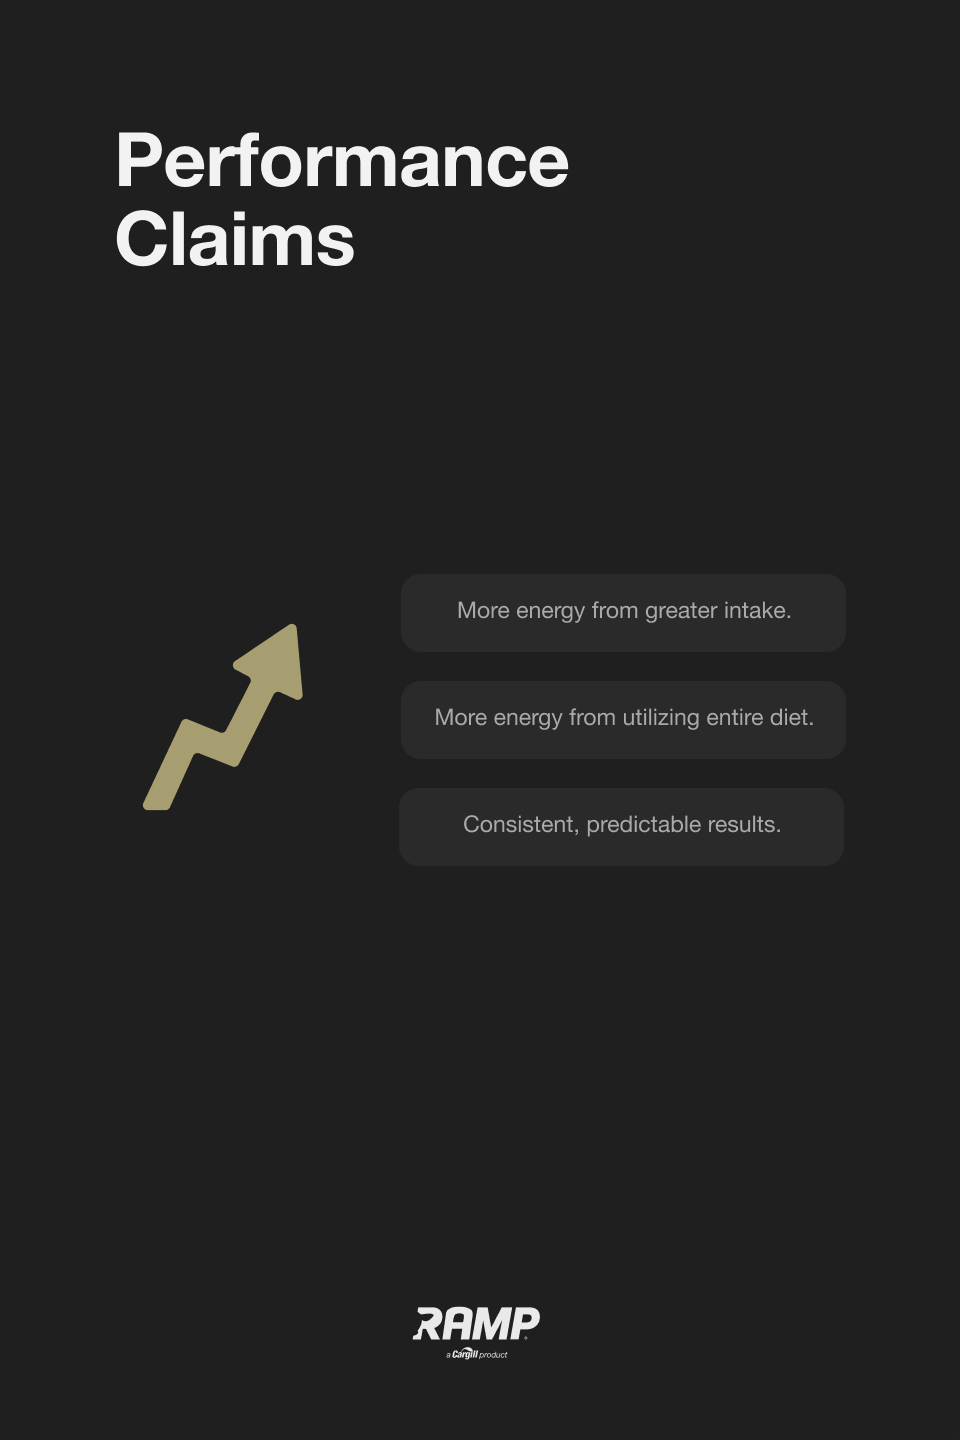 Performance
Claims
More energy from greater intake.
More energy from utilizing entire diet.
Consistent, predictable results.
RAMP®
a Cargill product